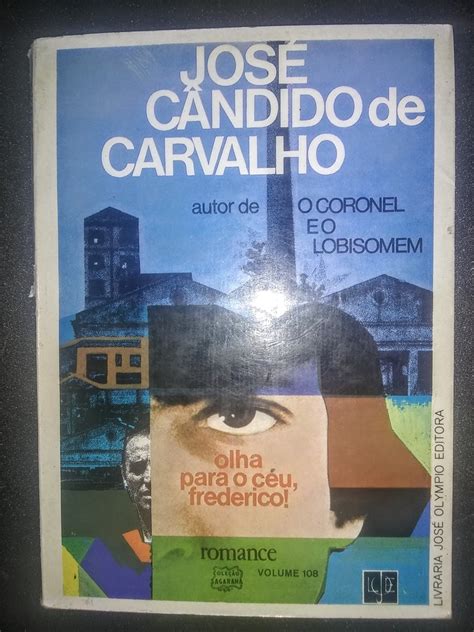 JOSÉ
CÂNDIDO de
CARVALHO
autor de O CORONEL
E O
LOBISOMEM
olha
para o céu,
frederico!
romance
COLEÇÃO
SAGARANA
VOLUME 108
LIVRARIA JOSÉ OLYMPIO EDITORA